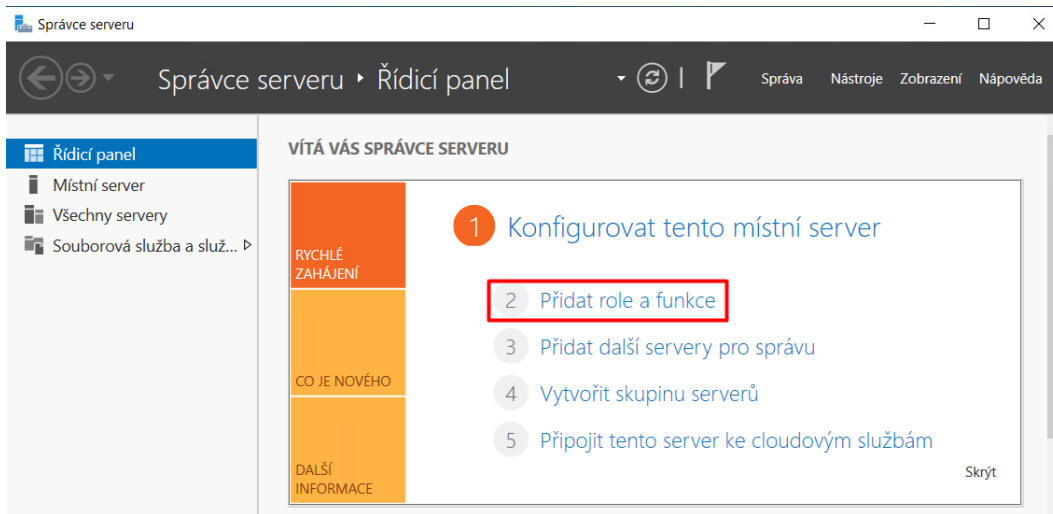 Správce serveru
Správce serveru ‣ Řídicí panel
Správa Nástroje Zobrazení Nápověda
Řídicí panel
Místní server
Všechny servery
Souborová služba a služ...
VÍTÁ VÁS SPRÁVCE SERVERU
RYCHLÉ
ZAHÁJENÍ
CO JE NOVÉHO
DALŠÍ
INFORMACE
1 Konfigurovat tento místní server
2 Přidat role a funkce
3 Přidat další servery pro správu
4 Vytvořit skupinu serverů
5 Připojit tento server ke cloudovým službám
Skrýt